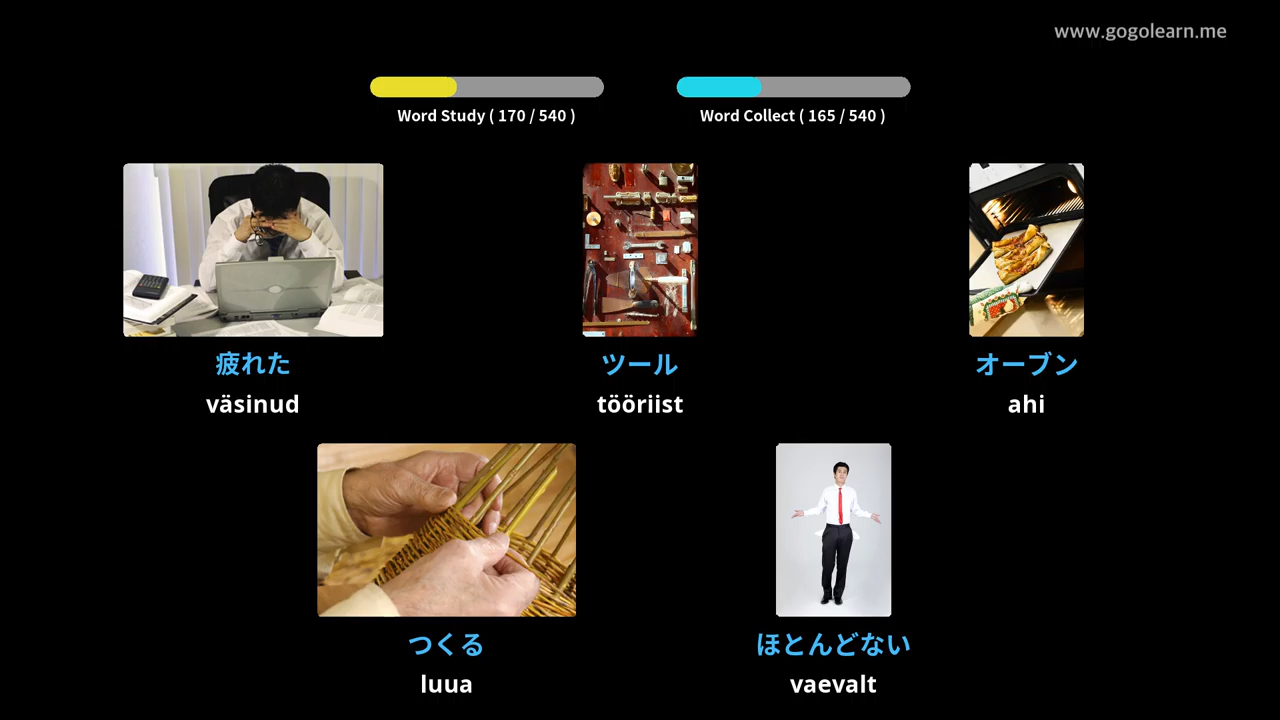 www.gogolearn.me
Word Study ( 170 / 540 )
Word Collect ( 165 / 540 )
疲れた
väsinud
ツール
tööriist
オーブン
ahi
つくる
luua
ほとんどない
vaevalt